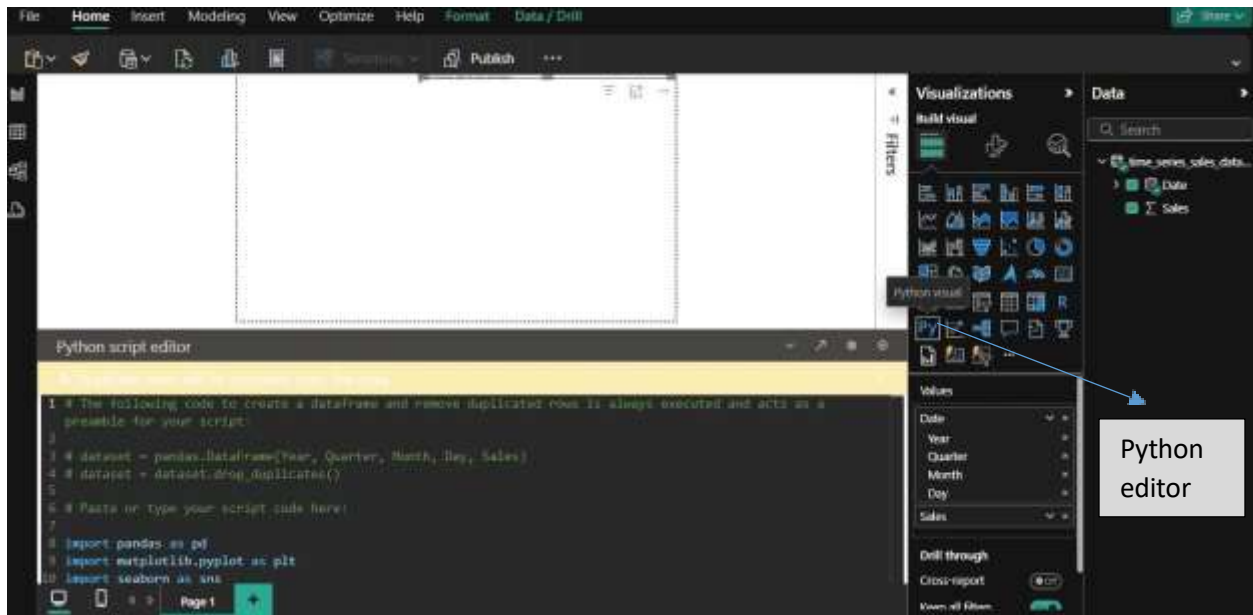 File Home Insert Modeling View Optimize Help Format Data / Drill Share
Publish
Visualizations
Data
Build visual
Search
Filters
time_series_sales_data...
Date
Sales
Python visual
R
Py
Python script editor
1 # The following code to create a dataframe and remove duplicated rows is always executed and acts as a
preamble for your script:
2
3 # dataset = pandas.DataFrame(Year, Quarter, Month, Day, Sales)
4 # dataset = dataset.drop_duplicates()
5
6 # Paste or type your script code here:
7
8 import pandas as pd
9 import matplotlib.pyplot as plt
10 import seaborn as sns
Values
Date
Year
Quarter
Month
Day
Sales
Drill through
Cross-report
Off
Keep all filters
Python
editor
Page 1